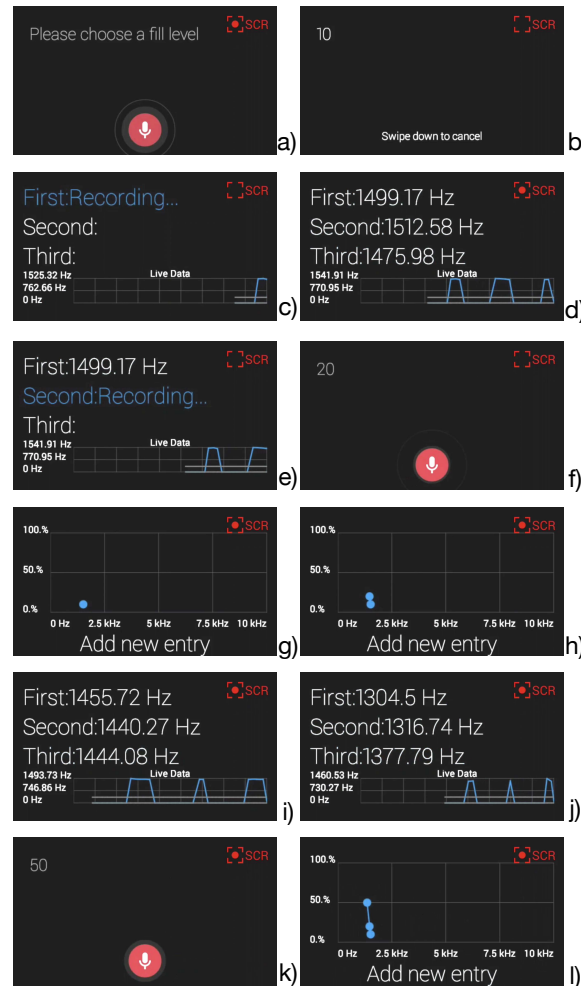 Please choose a fill level
SCR
a)
10
SCR
Swipe down to cancel
b
First:Recording...
SCR
Second:
Third:
1525.32 Hz
Live Data
762.66 Hz
0 Hz
c)
First:1499.17 Hz
SCR
Second:1512.58 Hz
Third:1475.98 Hz
1541.91 Hz
Live Data
770.95 Hz
0 Hz
d)
First:1499.17 Hz
SCR
Second:Recording...
Third:
1541.91 Hz
Live Data
770.95 Hz
0 Hz
e)
20
SCR
f)
100.%
SCR
50.%
0.%
0 Hz 2.5 kHz 5 kHz 7.5 kHz 10 kHz
Add new entry
g)
100.%
SCR
50.%
0.%
0 Hz 2.5 kHz 5 kHz 7.5 kHz 10 kHz
Add new entry
h)
First:1455.72 Hz
SCR
Second:1440.27 Hz
Third:1444.08 Hz
1493.73 Hz
Live Data
746.86 Hz
0 Hz
i)
First:1304.5 Hz
SCR
Second:1316.74 Hz
Third:1377.79 Hz
1460.53 Hz
Live Data
730.27 Hz
0 Hz
j)
50
SCR
k)
100.%
SCR
50.%
0.%
0 Hz 2.5 kHz 5 kHz 7.5 kHz 10 kHz
Add new entry
l)